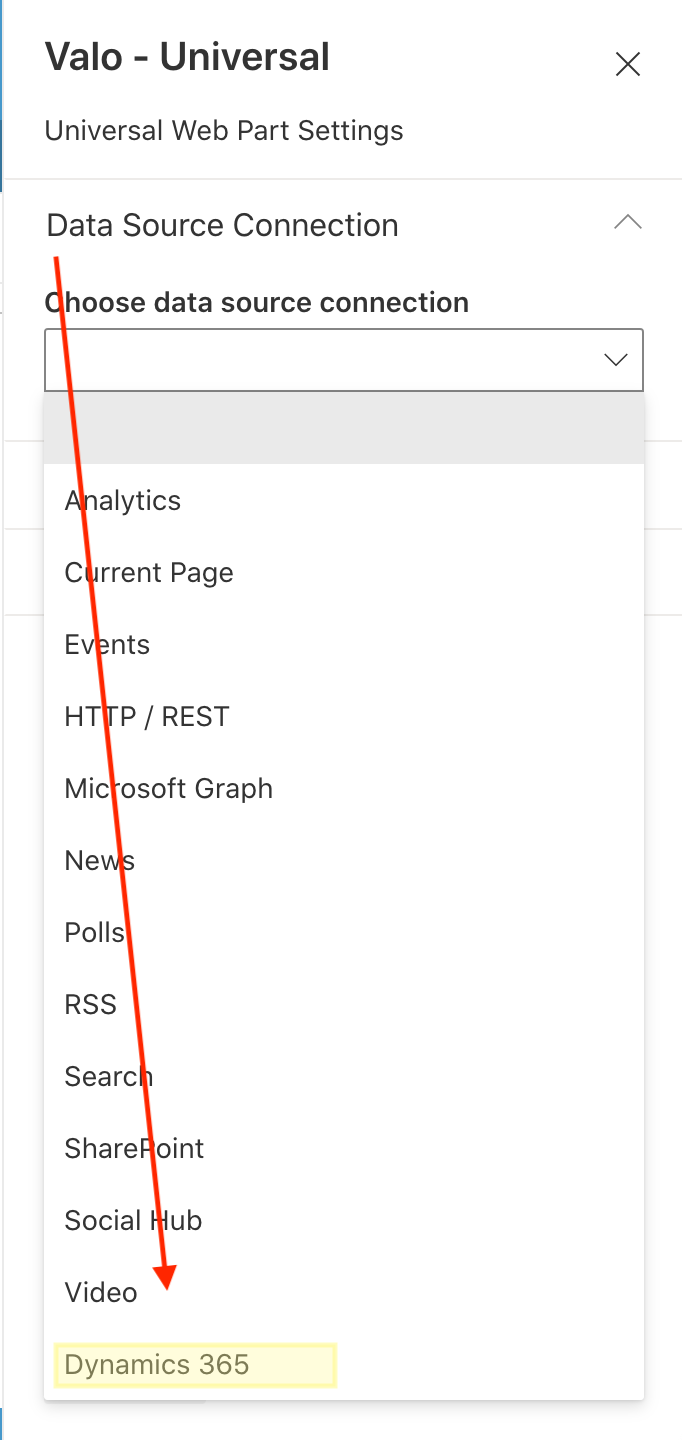 Valo - Universal
Universal Web Part Settings
Data Source Connection
Choose data source connection
Analytics
Current Page
Events
HTTP / REST
Microsoft Graph
News
Polls
RSS
Search
SharePoint
Social Hub
Video
Dynamics 365